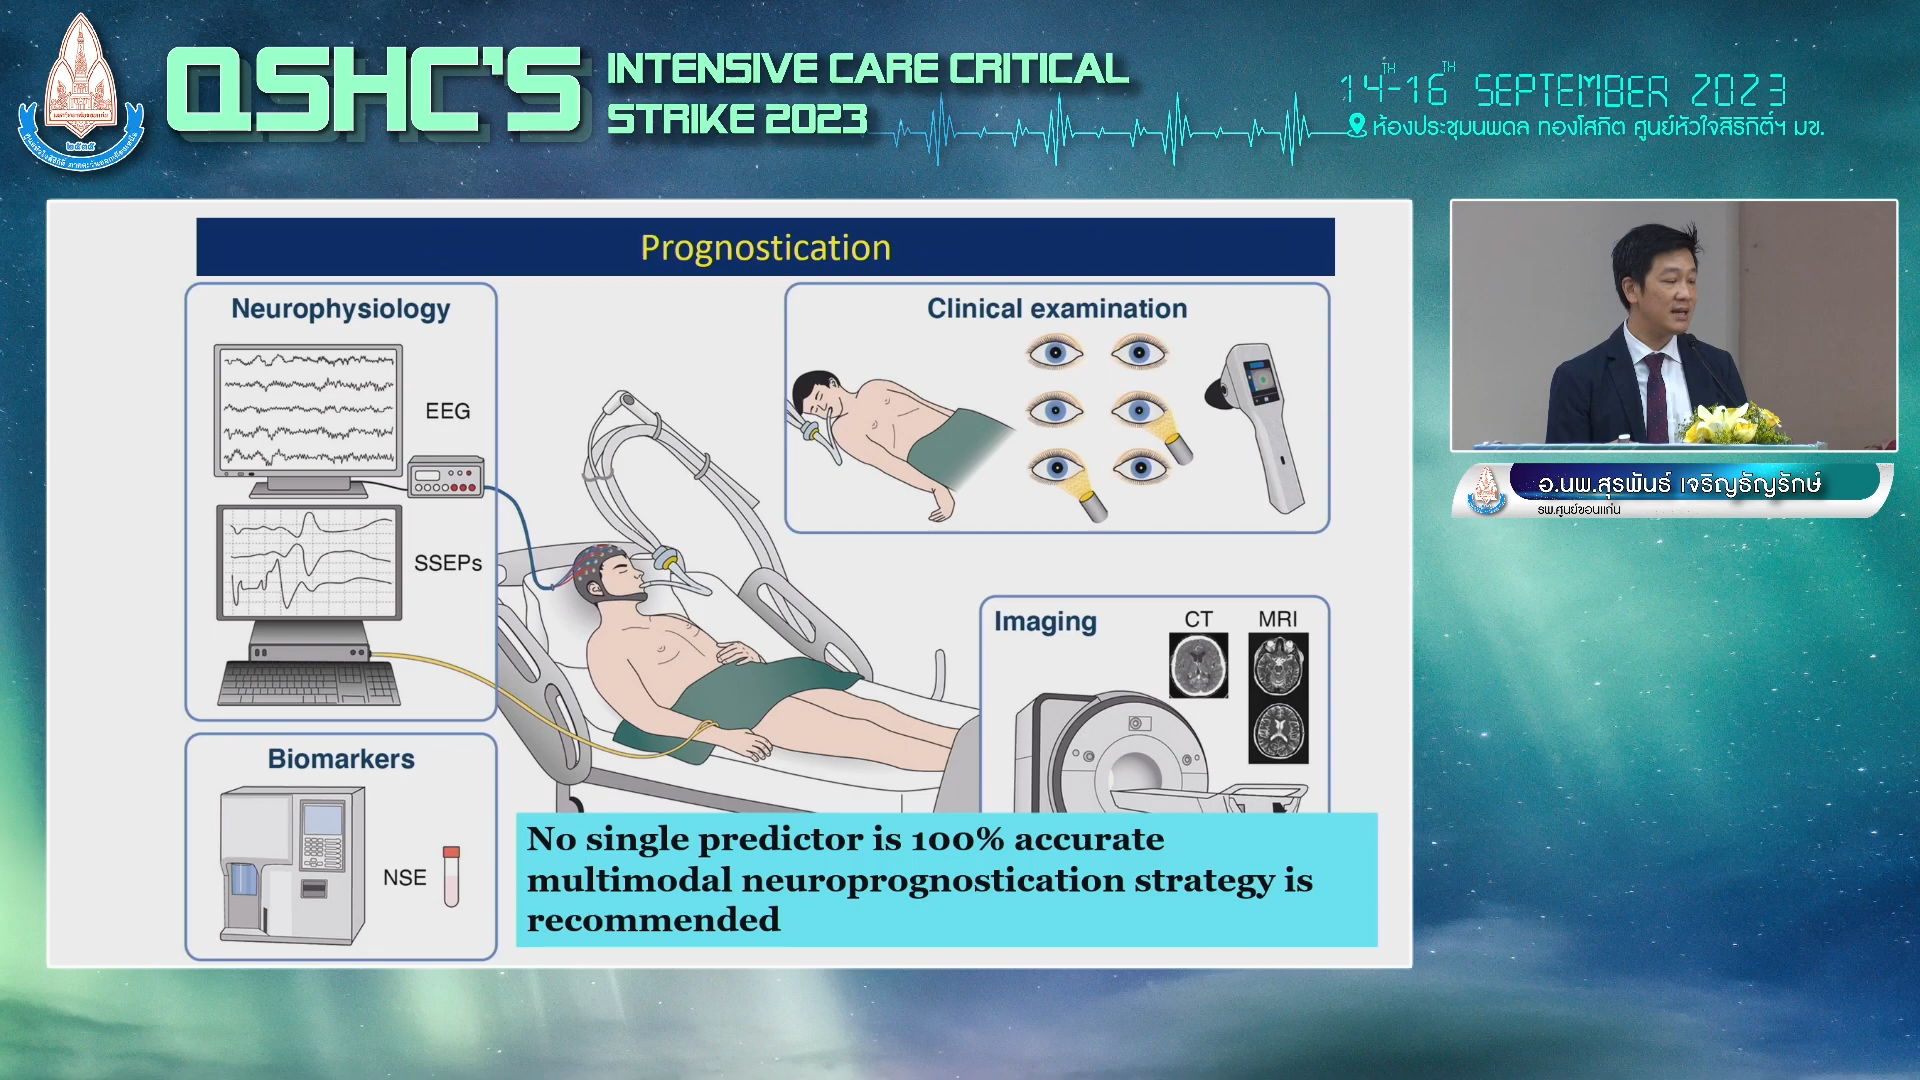 QSHC'S
INTENSIVE CARE CRITICAL
STRIKE 2023
14TH-16TH SEPTEMBER 2023
ห้องประชุมนพดล ทองโสภิต ศูนย์หัวใจสิริกิติ์ฯ มข.
Prognostication
Neurophysiology
EEG
SSEPs
Clinical examination
Imaging
CT
MRI
Biomarkers
NSE
No single predictor is 100% accurate
multimodal neuroprognostication strategy is
recommended
อ.นพ.สุรพันธ์ เจริญธัญรักษ์
รพ.ศูนย์ขอนแก่น